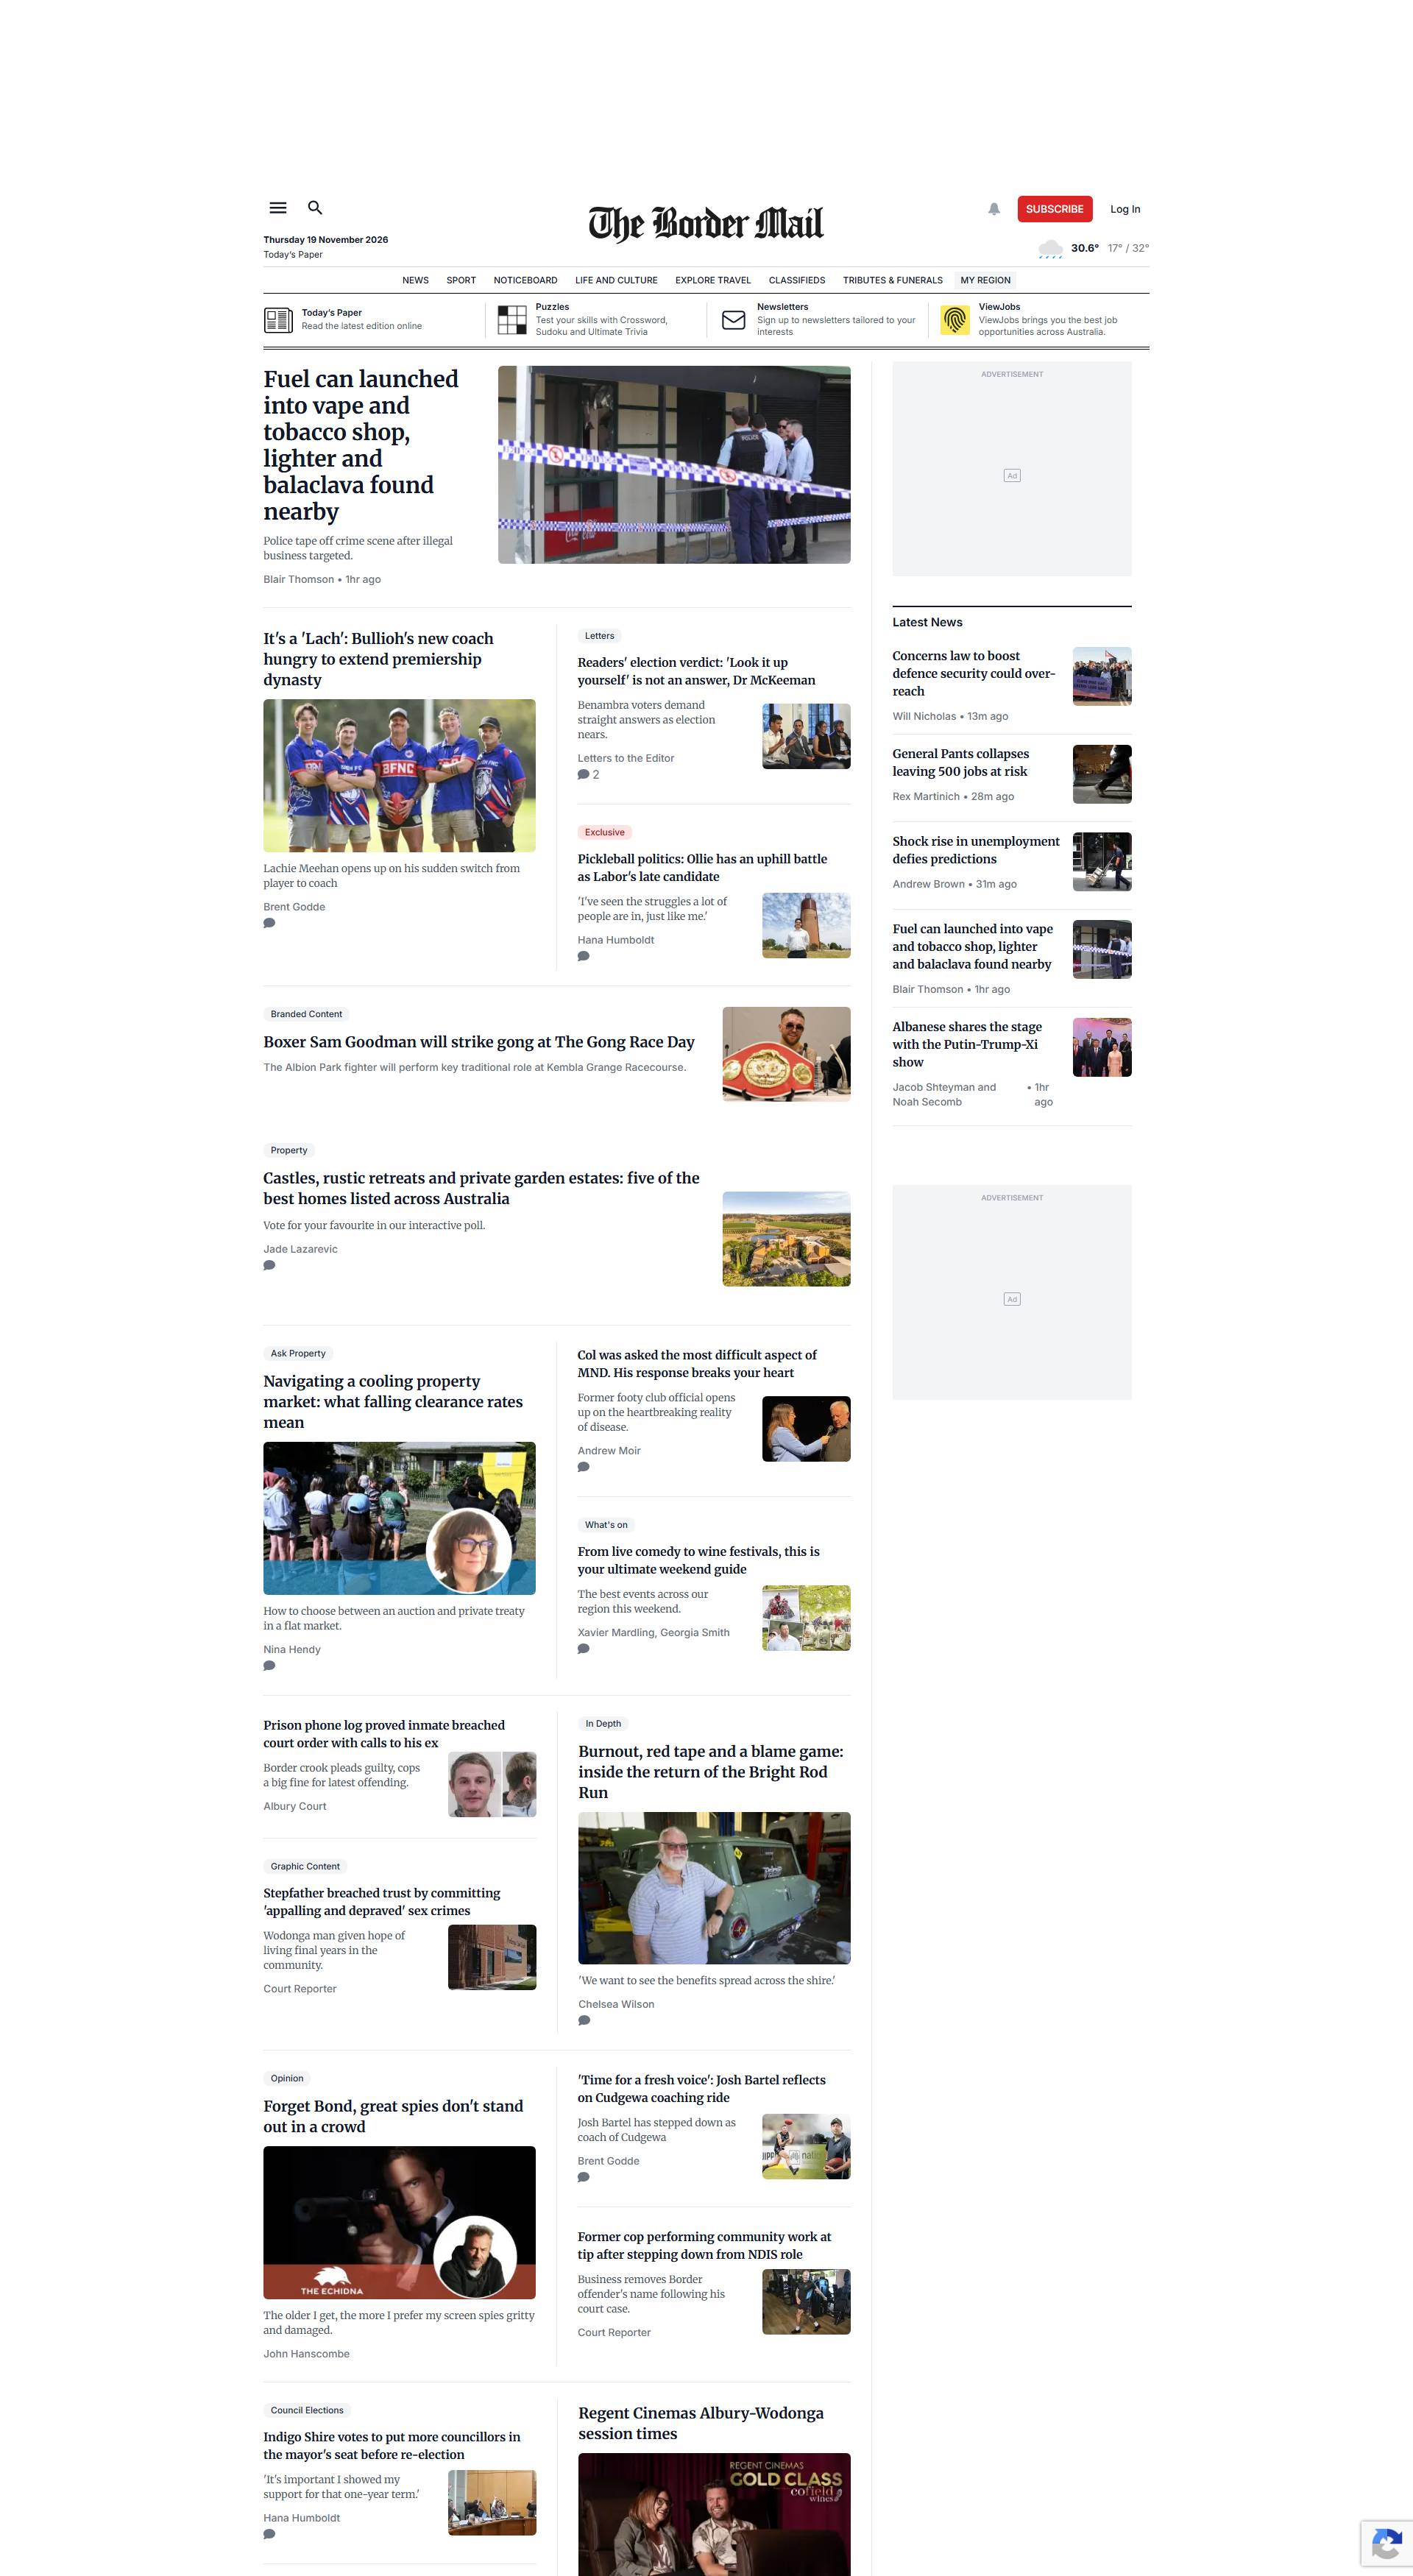 The Border Mail
SUBSCRIBE
Log In
Thursday 19 November 2026
Today's Paper
30.6° 17° / 32°
NEWS SPORT NOTICEBOARD LIFE AND CULTURE EXPLORE TRAVEL CLASSIFIEDS TRIBUTES & FUNERALS MY REGION
Today's Paper
Read the latest edition online
Puzzles
Test your skills with Crossword,
Sudoku and Ultimate Trivia
Newsletters
Sign up to newsletters tailored to your
interests
ViewJobs
ViewJobs brings you the best job
opportunities across Australia.
Fuel can launched
into vape and
tobacco shop,
lighter and
balaclava found
nearby
Police tape off crime scene after illegal
business targeted.
Blair Thomson • 1hr ago
It's a 'Lach': Bullioh's new coach
hungry to extend premiership
dynasty
BFNC
Lachie Meehan opens up on his sudden switch from
player to coach
Brent Godde
Letters
Readers' election verdict: 'Look it up
yourself' is not an answer, Dr McKeeman
Benambra voters demand
straight answers as election
nears.
Letters to the Editor
2
Exclusive
Pickleball politics: Ollie has an uphill battle
as Labor's late candidate
'I've seen the struggles a lot of
people are in, just like me.'
Hana Humboldt
Branded Content
Boxer Sam Goodman will strike gong at The Gong Race Day
The Albion Park fighter will perform key traditional role at Kembla Grange Racecourse.
Property
Castles, rustic retreats and private garden estates: five of the
best homes listed across Australia
Vote for your favourite in our interactive poll.
Jade Lazarevic
Ask Property
Navigating a cooling property
market: what falling clearance rates
mean
How to choose between an auction and private treaty
in a flat market.
Nina Hendy
Col was asked the most difficult aspect of
MND. His response breaks your heart
Former footy club official opens
up on the heartbreaking reality
of disease.
Andrew Moir
What's on
From live comedy to wine festivals, this is
your ultimate weekend guide
The best events across our
region this weekend.
Xavier Mardling, Georgia Smith
Prison phone log proved inmate breached
court order with calls to his ex
Border crook pleads guilty, cops
a big fine for latest offending.
Albury Court
Graphic Content
Stepfather breached trust by committing
'appalling and depraved' sex crimes
Wodonga man given hope of
living final years in the
community.
Court Reporter
In Depth
Burnout, red tape and a blame game:
inside the return of the Bright Rod
Run
'We want to see the benefits spread across the shire.'
Chelsea Wilson
Opinion
Forget Bond, great spies don't stand
out in a crowd
THE ECHIDNA
The older I get, the more I prefer my screen spies gritty
and damaged.
John Hanscombe
'Time for a fresh voice': Josh Bartel reflects
on Cudgewa coaching ride
Josh Bartel has stepped down as
coach of Cudgewa
Brent Godde
Former cop performing community work at
tip after stepping down from NDIS role
Business removes Border
offender's name following his
court case.
Court Reporter
Council Elections
Indigo Shire votes to put more councillors in
the mayor's seat before re-election
'It's important I showed my
support for that one-year term.'
Hana Humboldt
Regent Cinemas Albury-Wodonga
session times
REGENT CINEMAS
GOLD CLASS
cofield
wines
ADVERTISEMENT
Ad
Latest News
Concerns law to boost
defence security could over-
reach
Will Nicholas • 13m ago
General Pants collapses
leaving 500 jobs at risk
Rex Martinich • 28m ago
Shock rise in unemployment
defies predictions
Andrew Brown • 31m ago
Fuel can launched into vape
and tobacco shop, lighter
and balaclava found nearby
Blair Thomson • 1hr ago
Albanese shares the stage
with the Putin-Trump-Xi
show
Jacob Shteyman and • 1hr
Noah Secomb ago
ADVERTISEMENT
Ad